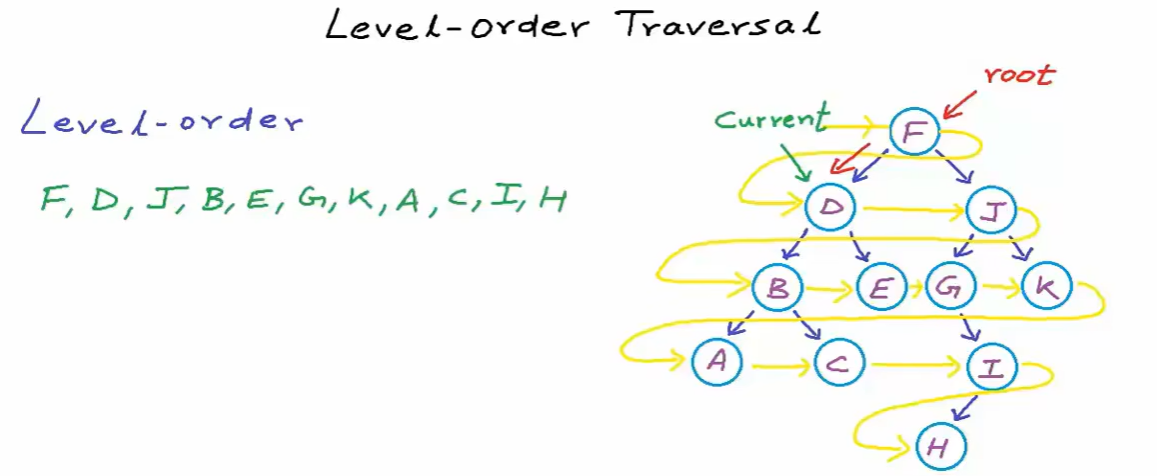 Level-order Traversal
root
Level-order
Current
F
F, D, J, B, E, G, K, A, C, I, H
D
J
B
E
G
K
A
C
I
H